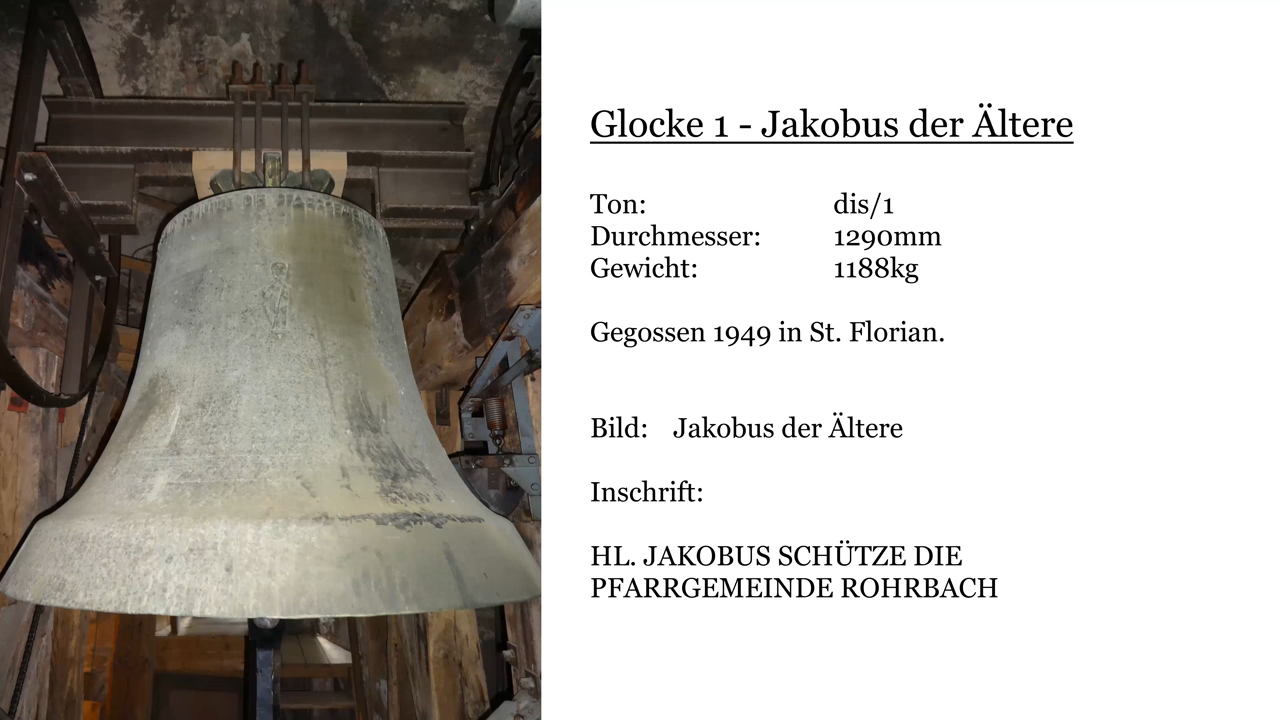 Glocke 1 - Jakobus der Ältere
Ton: dis/1
Durchmesser: 1290mm
Gewicht: 1188kg
Gegossen 1949 in St. Florian.
Bild: Jakobus der Ältere
Inschrift:
HL. JAKOBUS SCHÜTZE DIE
PFARRGEMEINDE ROHRBACH